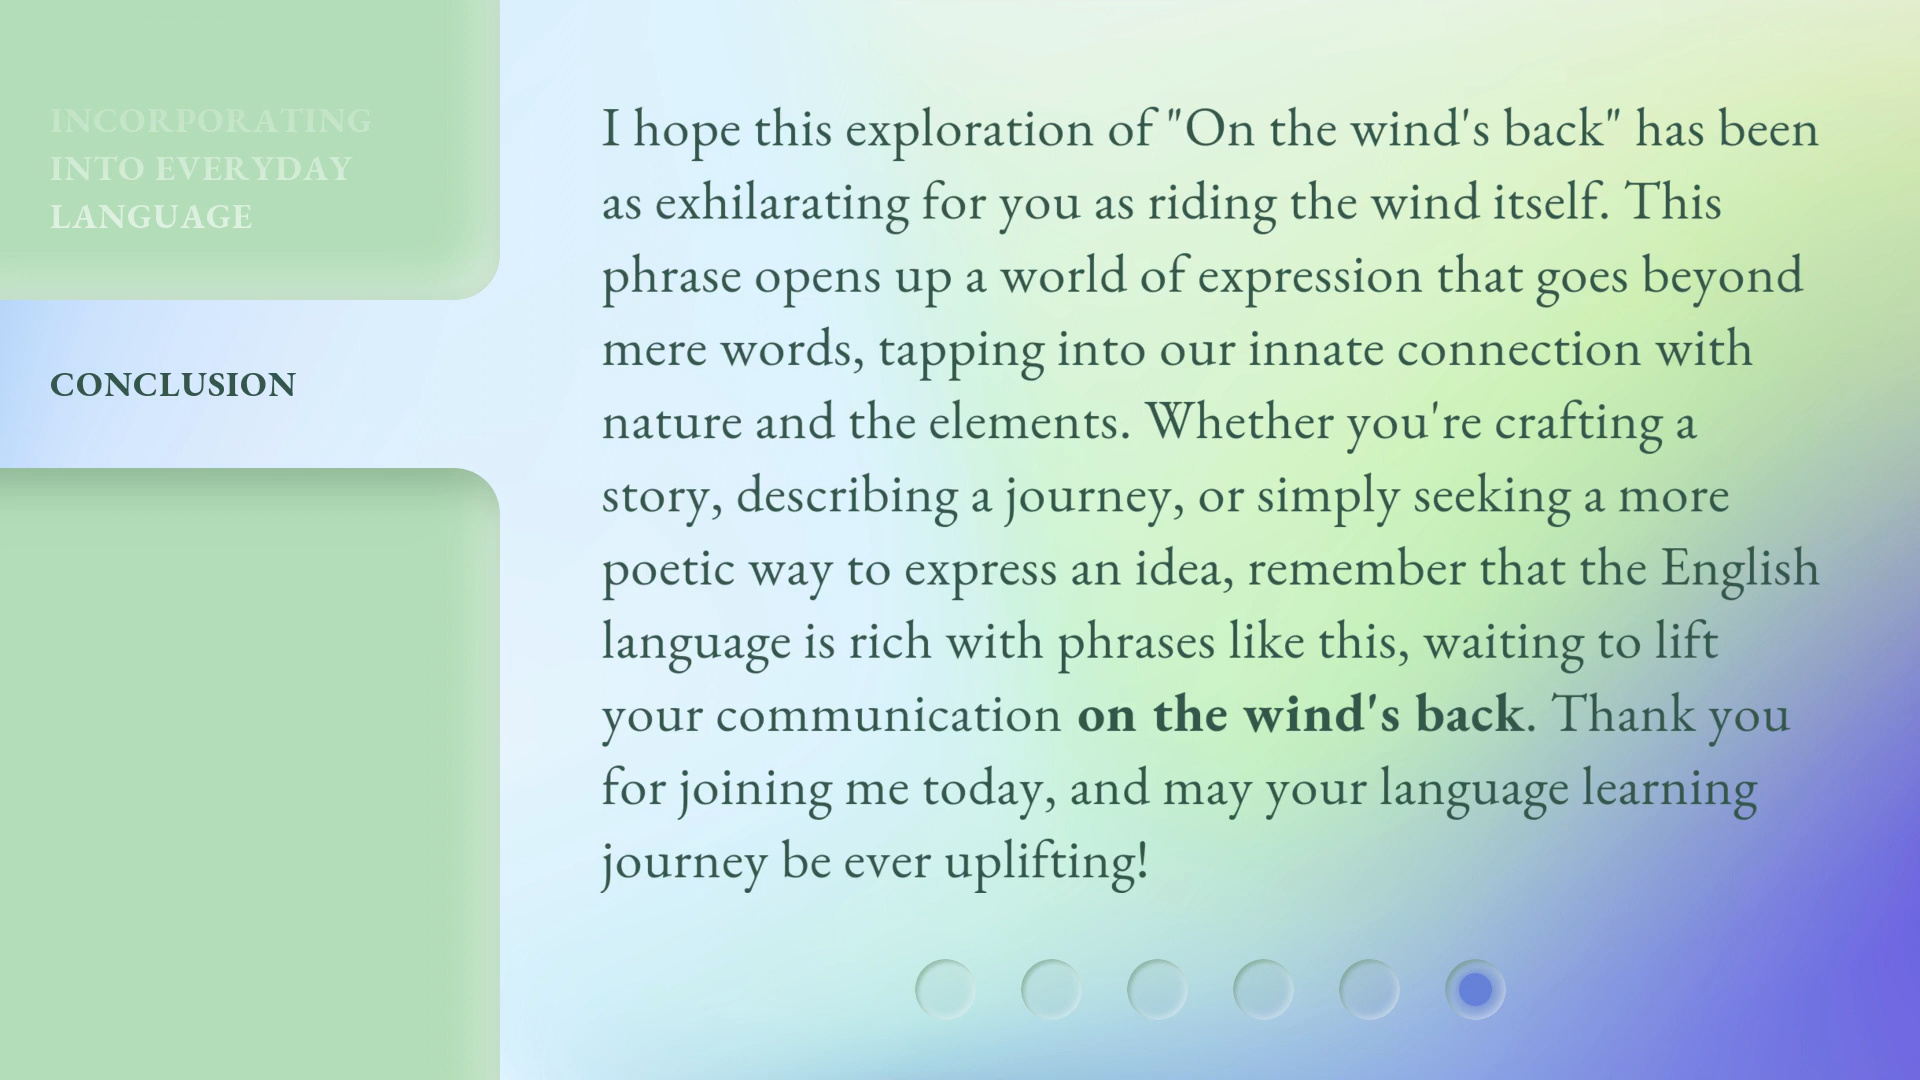 INCORPORATING
INTO EVERYDAY
LANGUAGE
CONCLUSION
I hope this exploration of "On the wind's back" has been
as exhilarating for you as riding the wind itself. This
phrase opens up a world of expression that goes beyond
mere words, tapping into our innate connection with
nature and the elements. Whether you're crafting a
story, describing a journey, or simply seeking a more
poetic way to express an idea, remember that the English
language is rich with phrases like this, waiting to lift
your communication on the wind's back. Thank you
for joining me today, and may your language learning
journey be ever uplifting!